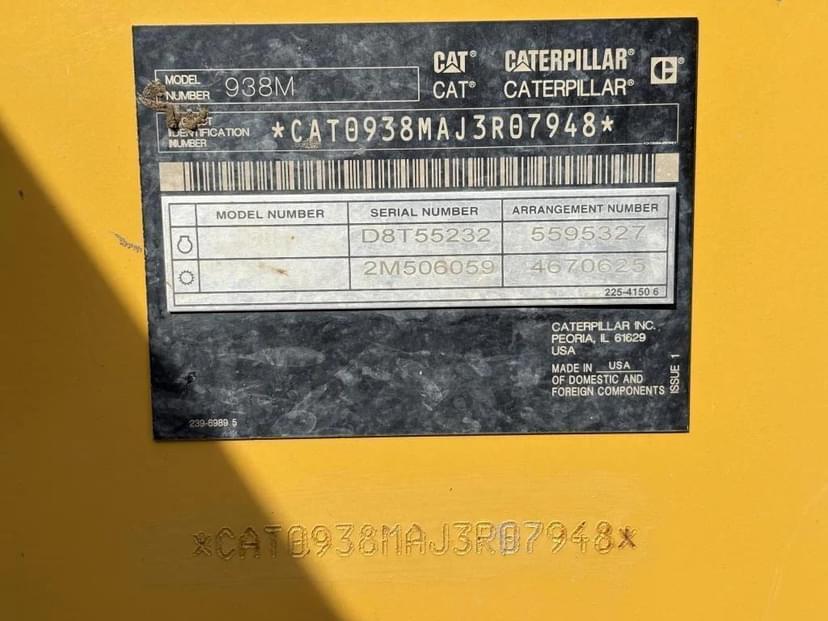 CAT® CATERPILLAR®
MODEL NUMBER 938M CAT® CATERPILLAR® C
IDENTIFICATION NUMBER *CAT0938MAJ3R07948*
MODEL NUMBER SERIAL NUMBER ARRANGEMENT NUMBER
D8T55232 5595327
2M506059 4670625
225-4150 6
CATERPILLAR INC.
PEORIA, IL 61629
USA
MADE IN USA
OF DOMESTIC AND
FOREIGN COMPONENTS
ISSUE 1
239-6989 5
*CAT0938MAJ3R07948*